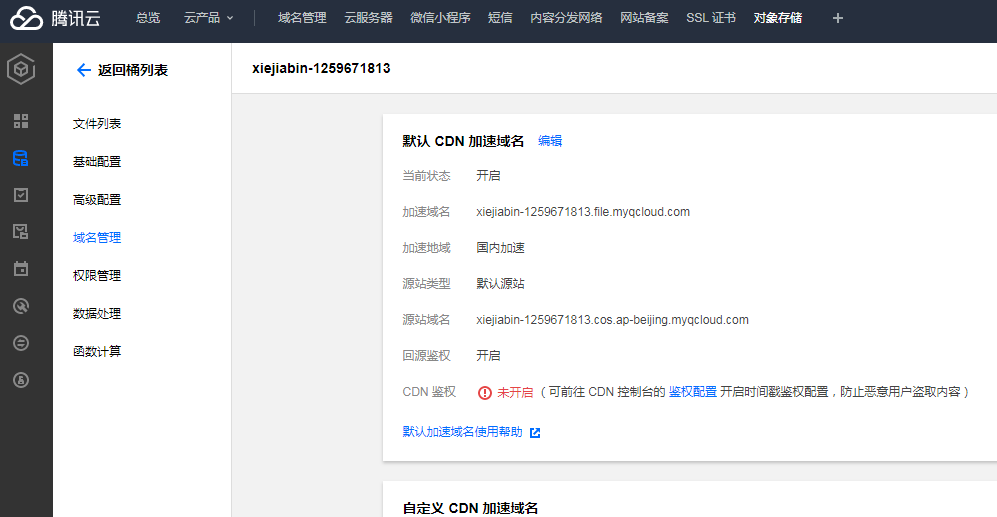 腾讯云 总览 云产品 域名管理 云服务器 微信小程序 短信 内容分发网络 网站备案 SSL 证书 对象存储 +
返回桶列表
文件列表
基础配置
高级配置
域名管理
权限管理
数据处理
函数计算
xiejiabin-1259671813
默认 CDN 加速域名 编辑
当前状态 开启
加速域名 xiejiabin-1259671813.file.myqcloud.com
加速地域 国内加速
源站类型 默认源站
源站域名 xiejiabin-1259671813.cos.ap-beijing.myqcloud.com
回源鉴权 开启
CDN 鉴权 未开启（可前往 CDN 控制台的 鉴权配置 开启时间戳鉴权配置，防止恶意用户盗取内容）
默认加速域名使用帮助
自定义 CDN 加速域名